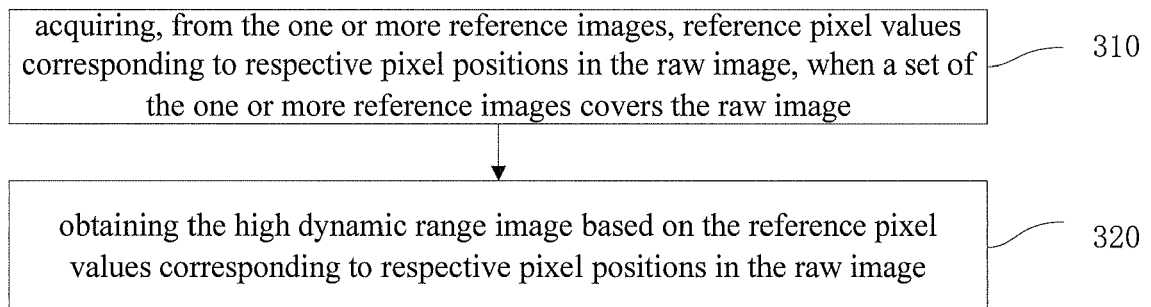 acquiring, from the one or more reference images, reference pixel values
corresponding to respective pixel positions in the raw image, when a set of
the one or more reference images covers the raw image
310
obtaining the high dynamic range image based on the reference pixel
values corresponding to respective pixel positions in the raw image
320